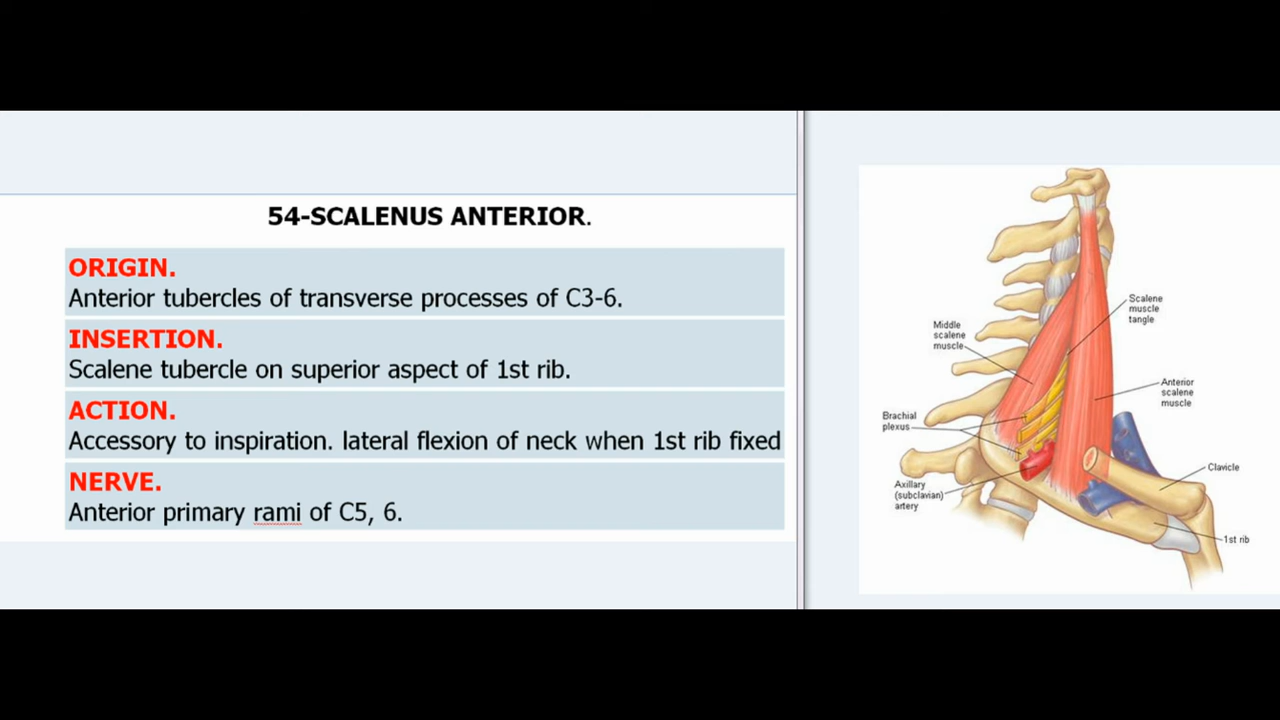 54-SCALENUS ANTERIOR.
ORIGIN.
Anterior tubercles of transverse processes of C3-6.
INSERTION.
Scalene tubercle on superior aspect of 1st rib.
ACTION.
Accessory to inspiration. lateral flexion of neck when 1st rib fixed
NERVE.
Anterior primary rami of C5, 6.
Scalene
muscle
tangle
Middle
scalene
muscle
Anterior
scalene
muscle
Brachial
plexus
Clavicle
Axillary
(subclavian)
artery
1st rib